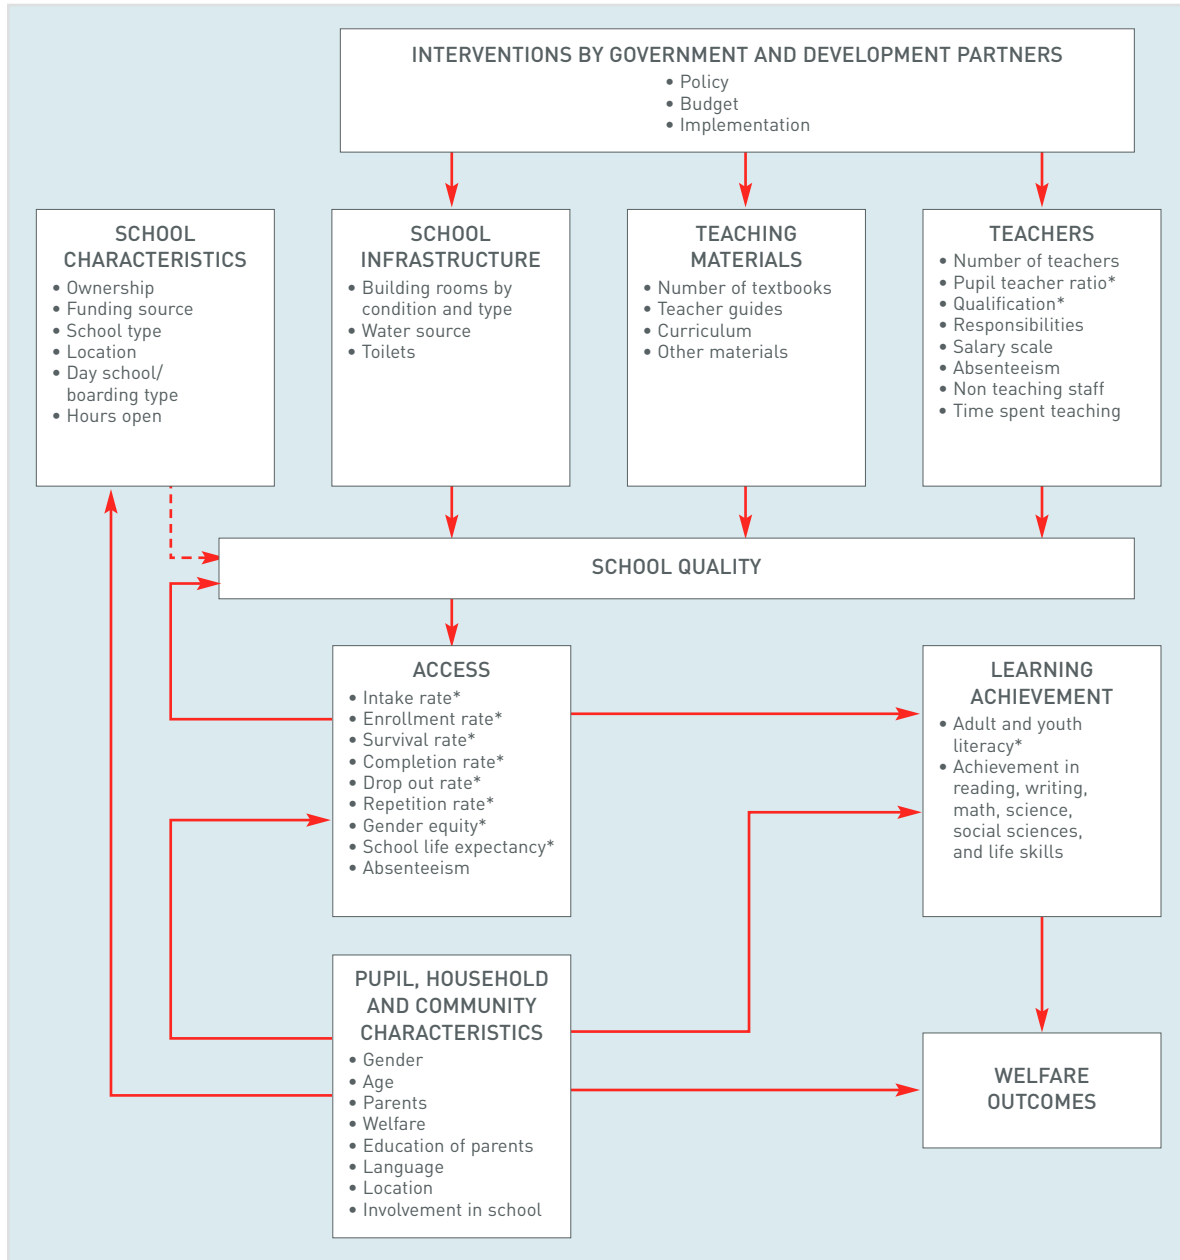 INTERVENTIONS BY GOVERNMENT AND DEVELOPMENT PARTNERS
• Policy
• Budget
• Implementation
SCHOOL
CHARACTERISTICS
• Ownership
• Funding source
• School type
• Location
• Day school/
boarding type
• Hours open
SCHOOL
INFRASTRUCTURE
• Building rooms by
condition and type
• Water source
• Toilets
TEACHING
MATERIALS
• Number of textbooks
• Teacher guides
• Curriculum
• Other materials
TEACHERS
• Number of teachers
• Pupil teacher ratio*
• Qualification*
• Responsibilities
• Salary scale
• Absenteeism
• Non teaching staff
• Time spent teaching
SCHOOL QUALITY
ACCESS
• Intake rate*
• Enrollment rate*
• Survival rate*
• Completion rate*
• Drop out rate*
• Repetition rate*
• Gender equity*
• School life expectancy*
• Absenteeism
LEARNING
ACHIEVEMENT
• Adult and youth
literacy*
• Achievement in
reading, writing,
math, science,
social sciences,
and life skills
PUPIL, HOUSEHOLD
AND COMMUNITY
CHARACTERISTICS
• Gender
• Age
• Parents
• Welfare
• Education of parents
• Language
• Location
• Involvement in school
WELFARE
OUTCOMES